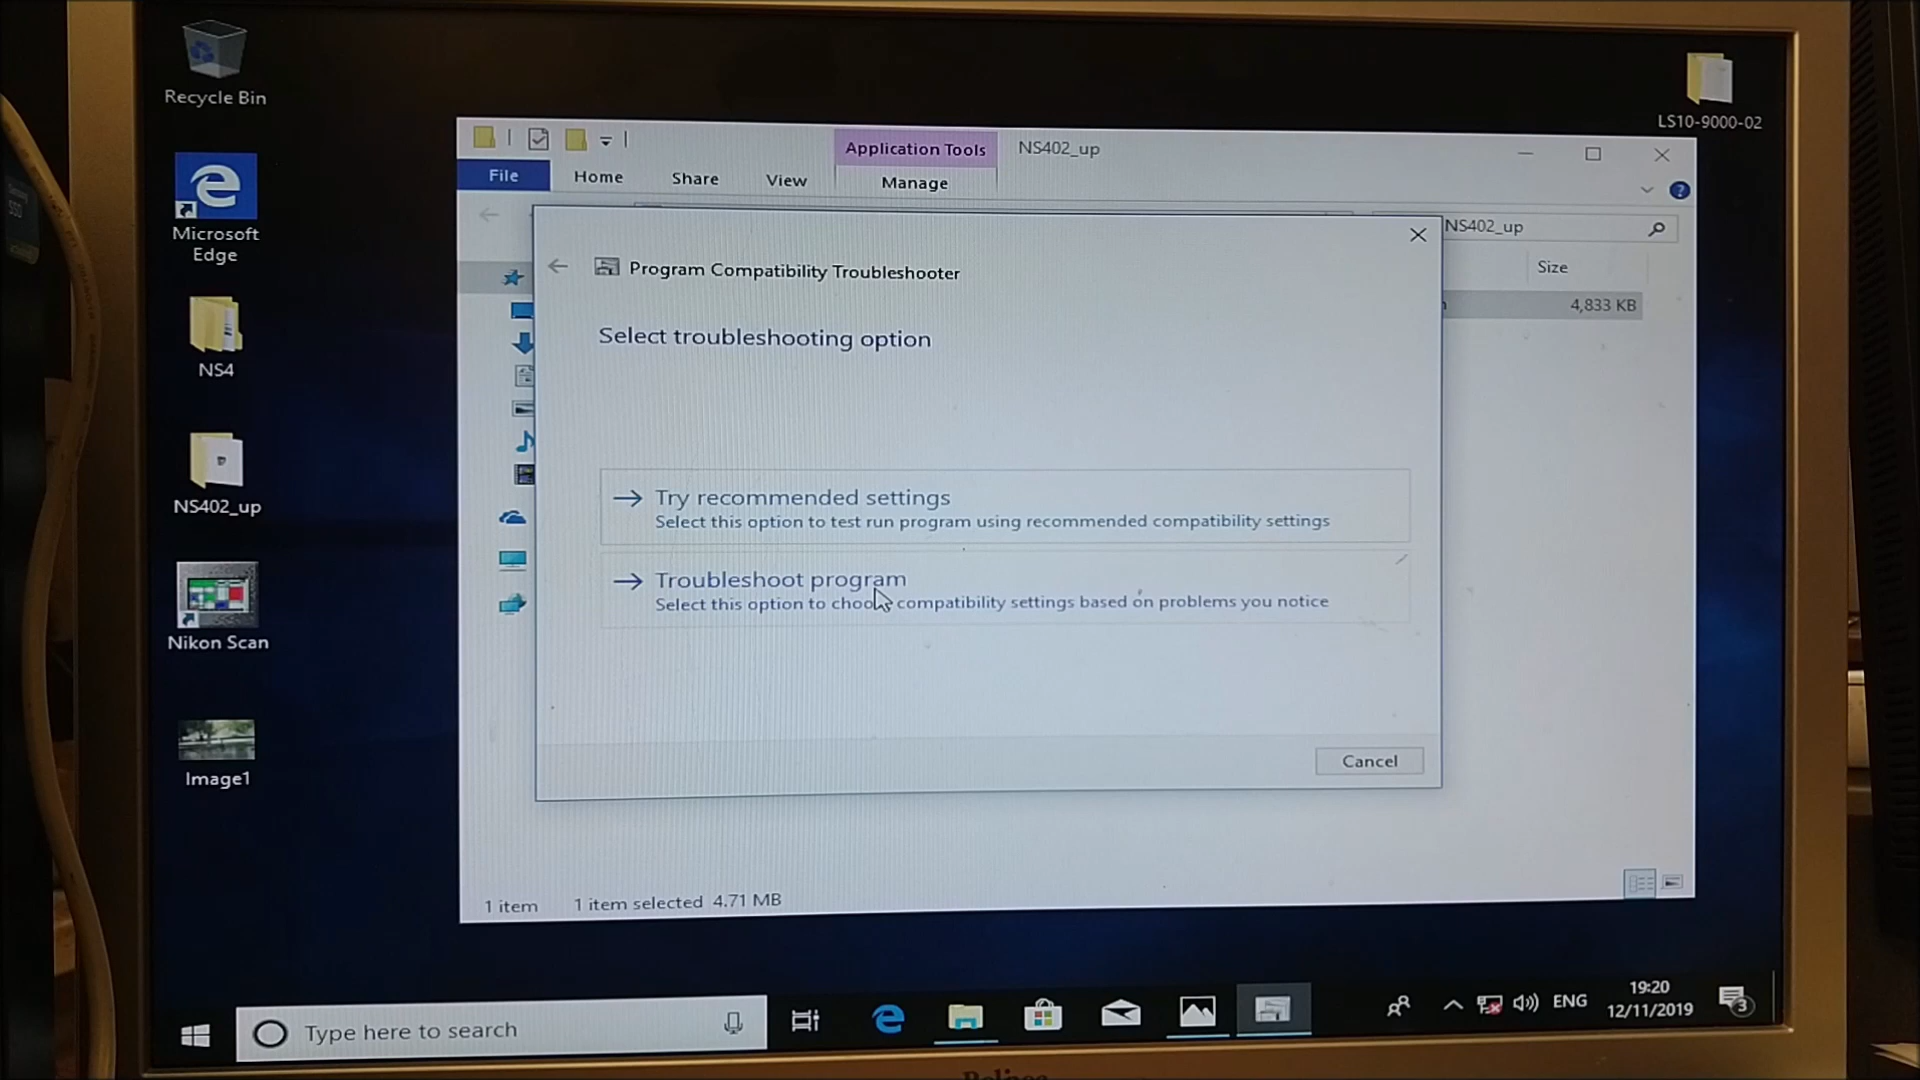 Recycle Bin
Microsoft
Edge
NS4
NS402_up
Nikon Scan
Image1
LS10-9000-02
Application Tools
NS402_up
File
Home
Share
View
Manage
NS402_up
Size
4,833 KB
Program Compatibility Troubleshooter
Select troubleshooting option
Try recommended settings
Select this option to test run program using recommended compatibility settings
Troubleshoot program
Select this option to choo compatibility settings based on problems you notice
Cancel
1 item
1 item selected 4.71 MB
Type here to search
ENG
19:20
12/11/2019
3